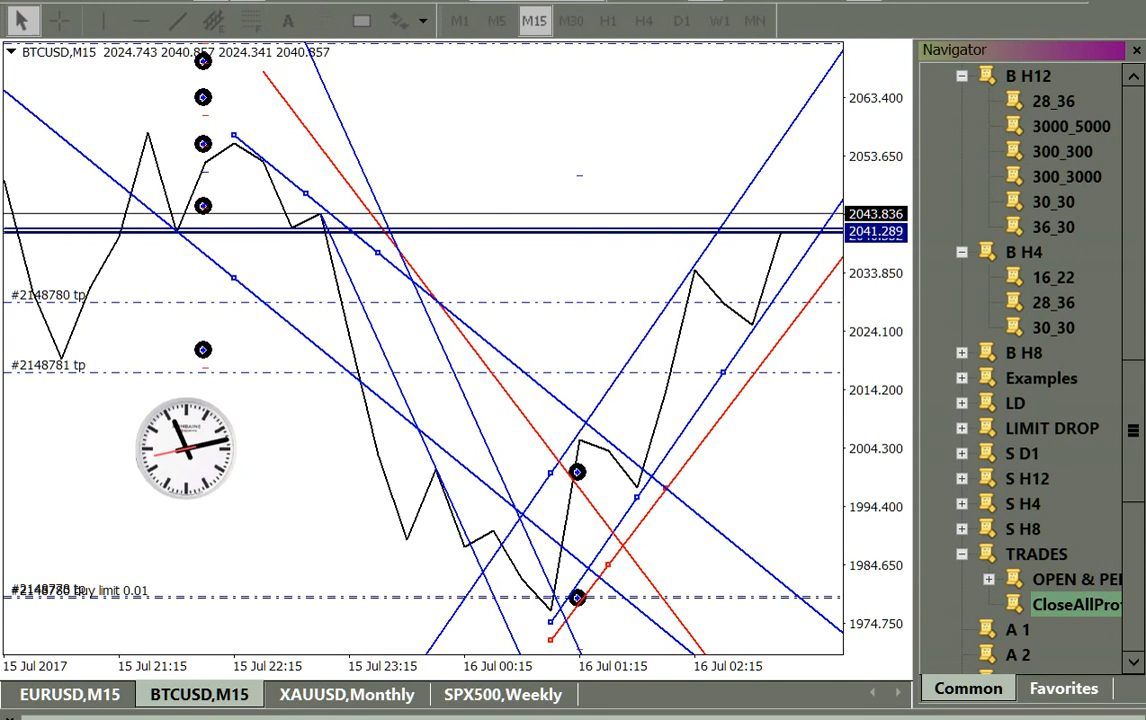 A
M1 M5 M15 M30 H1 H4 D1 W1 MN
BTCUSD,M15 2024.743 2040.857 2024.341 2040.857
2063.400
2053.650
2043.836
2041.289
2033.850
2024.100
2014.200
2004.300
1994.400
1984.650
1974.750
#2148780 tp
#2148781 tp
buy limit 0.01
15 Jul 2017 15 Jul 21:15 15 Jul 22:15 15 Jul 23:15 16 Jul 00:15 16 Jul 01:15 16 Jul 02:15
EURUSD,M15 BTCUSD,M15 XAUUSD,Monthly SPX500,Weekly
Navigator
B H12
28_36
3000_5000
300_300
300_3000
30_30
36_30
B H4
16_22
28_36
30_30
B H8
Examples
LD
LIMIT DROP
S D1
S H12
S H4
S H8
TRADES
OPEN & PE
CloseAllPro
A 1
A 2
Common Favorites